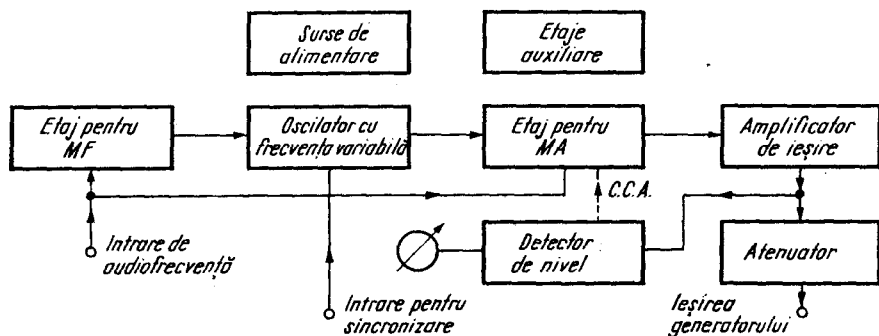 Surse de
alimentare
Etaje
auxiliare
Etaj pentru
MF
Oscilator cu
frecvență variabilă
Etaj pentru
MA
Amplificator
de ieșire
C.C.A.
Intrare de
audiofrecvență
Detector
de nivel
Atenuator
Intrare pentru
sincronizare
Ieșirea
generatorului